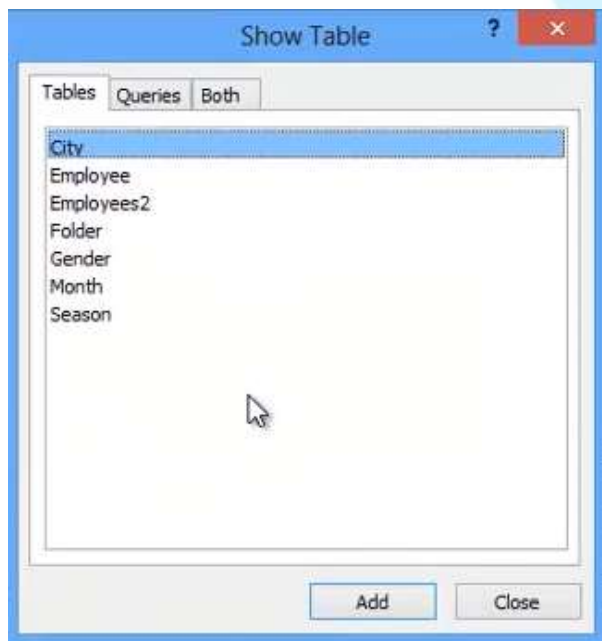 Show Table ?
Tables Queries Both
City
Employee
Employees2
Folder
Gender
Month
Season
Add Close